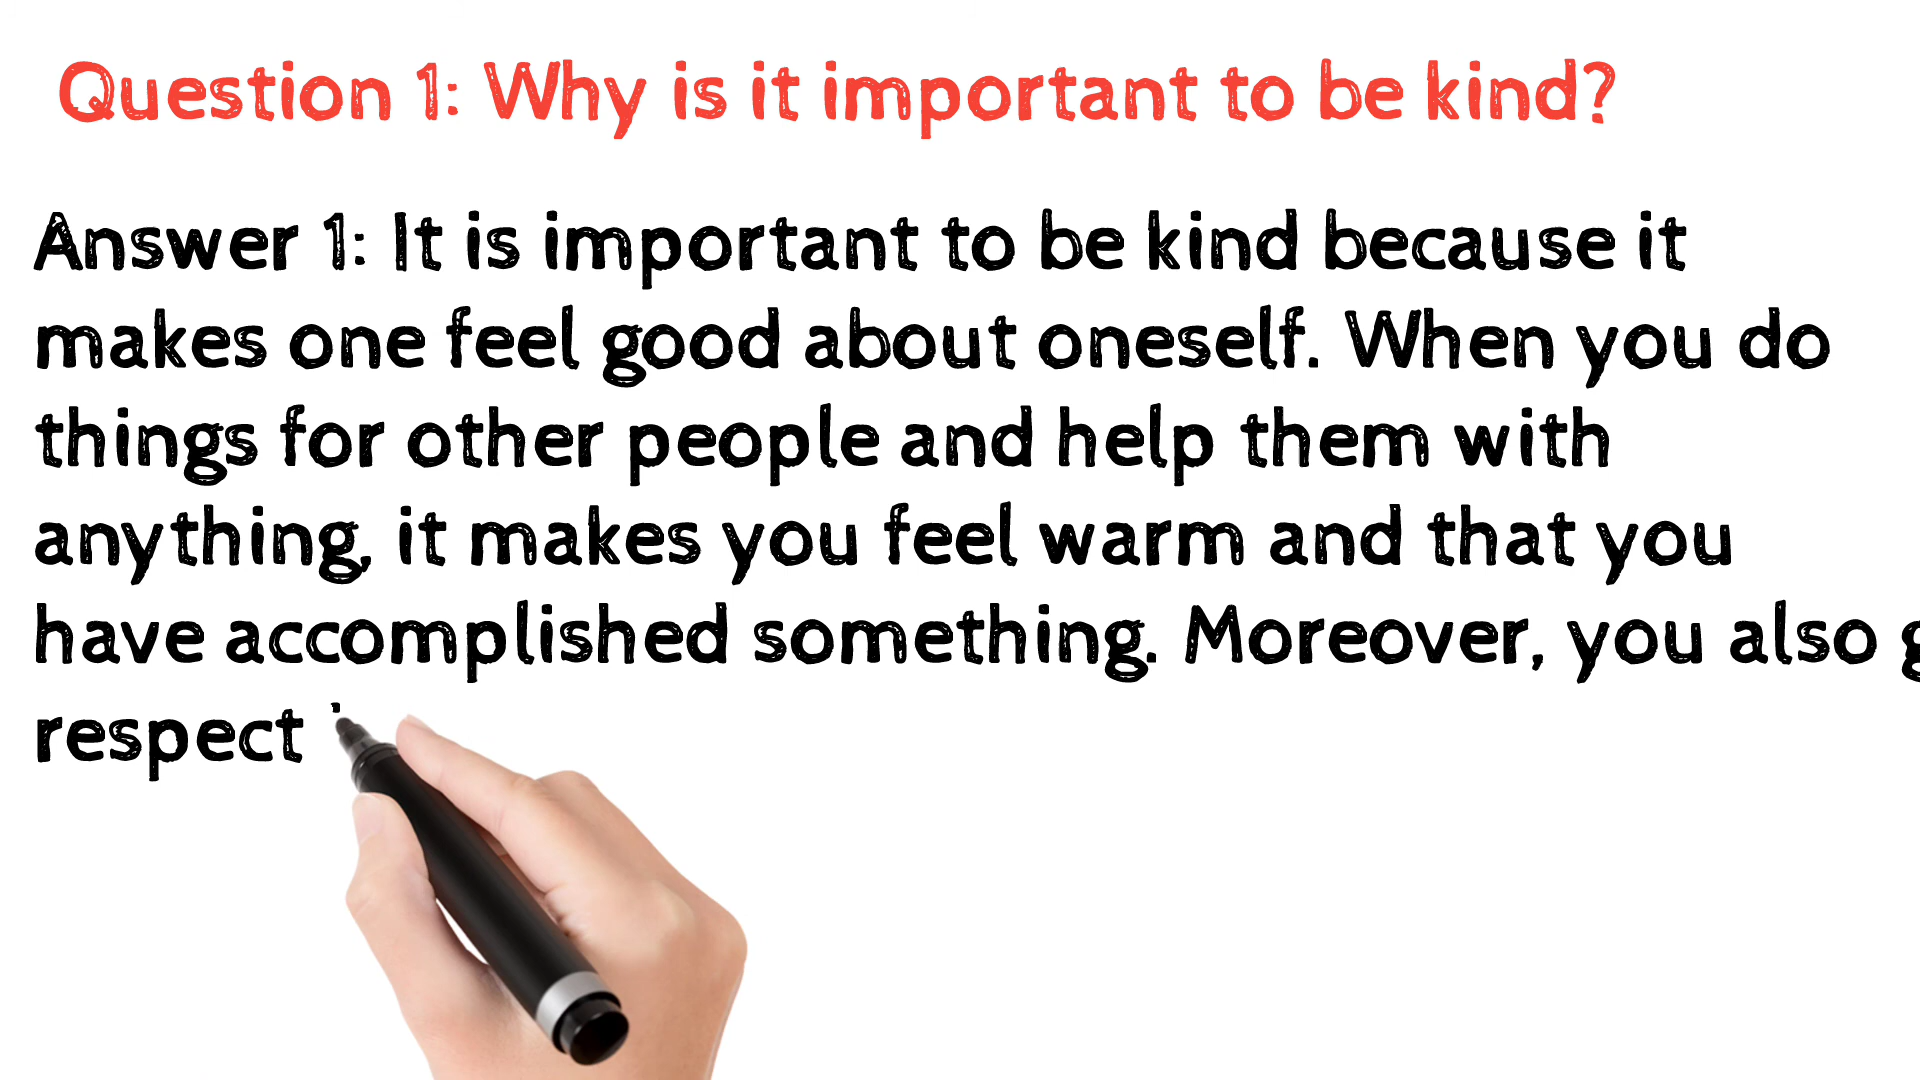 Question 1: Why is it important to be kind?
Answer 1: It is important to be kind because it
makes one feel good about oneself. When you do
things for other people and help them with
anything, it makes you feel warm and that you
have accomplished something. Moreover, you also
respect